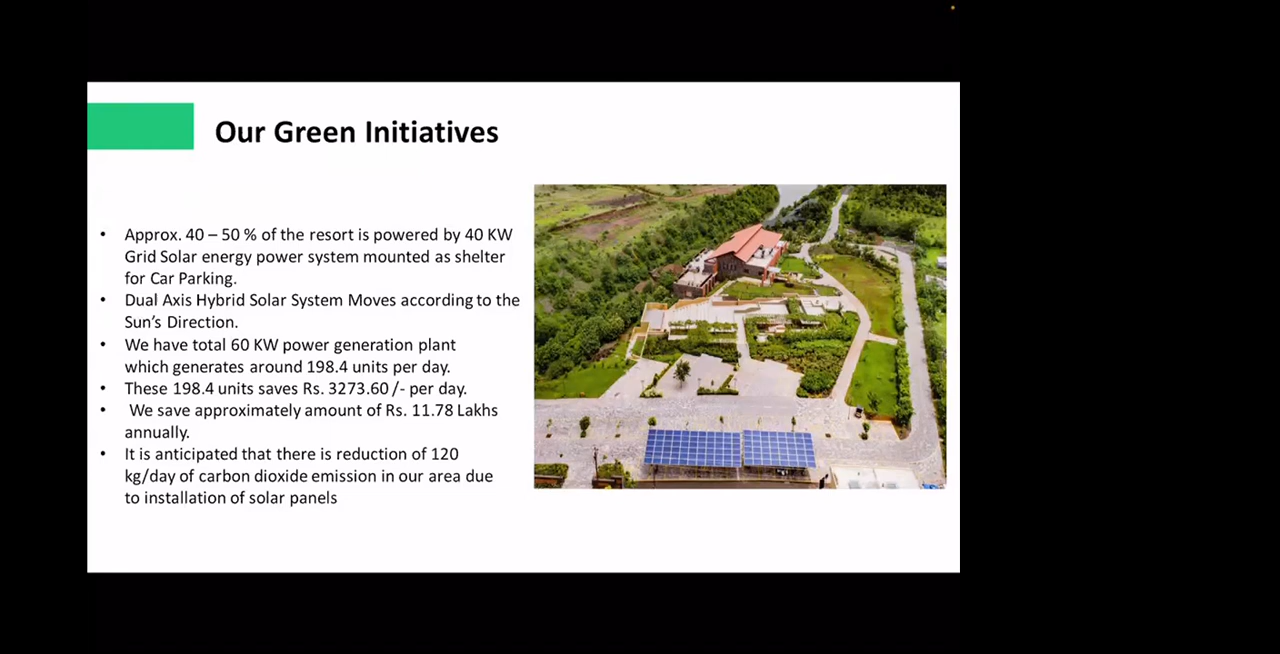 Our Green Initiatives
• Approx. 40 – 50 % of the resort is powered by 40 KW
Grid Solar energy power system mounted as shelter
for Car Parking.
• Dual Axis Hybrid Solar System Moves according to the
Sun’s Direction.
• We have total 60 KW power generation plant
which generates around 198.4 units per day.
• These 198.4 units saves Rs. 3273.60 /- per day.
• We save approximately amount of Rs. 11.78 Lakhs
annually.
• It is anticipated that there is reduction of 120
kg/day of carbon dioxide emission in our area due
to installation of solar panels